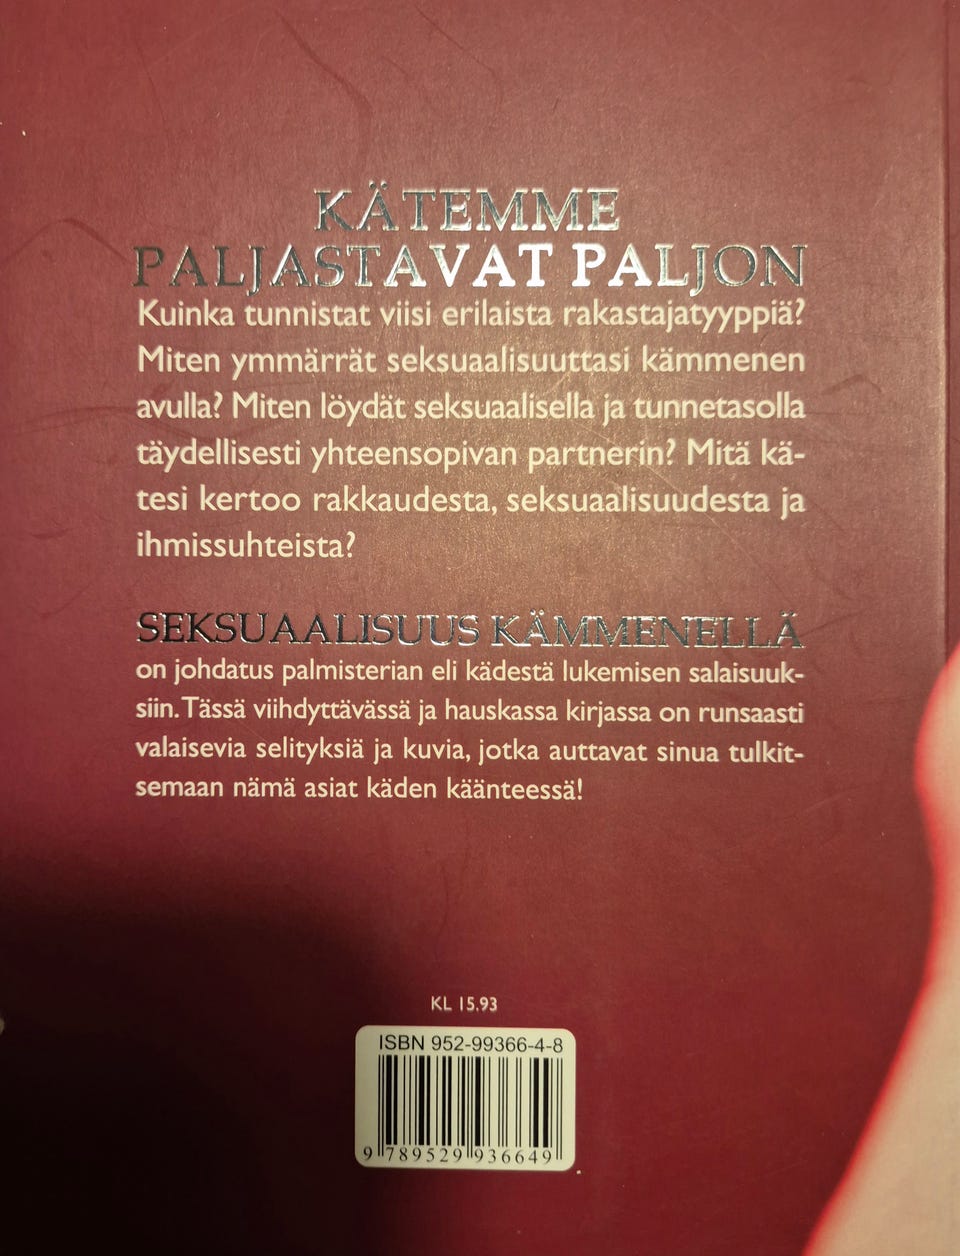 KÄTEMME
PALJASTAVAT PALJON
Kuinka tunnistat viisi erilaista rakastajatyyppiä?
Miten ymmärrät seksuaalisuuttasi kämmenen
avulla? Miten löydät seksuaalisella ja tunnetasolla
täydellisesti yhteensopivan partnerin? Mitä kä-
tesi kertoo rakkaudesta, seksuaalisuudesta ja
ihmissuhteista?
SEKSUAALISUUS KÄMMENELLÄ
on johdatus palmisterian eli kädestä lukemisen salaisuuk-
siin. Tässä viihdyttävässä ja hauskassa kirjassa on runsaasti
valaisevia selityksiä ja kuvia, jotka auttavat sinua tulkit-
semaan nämä asiat käden käänteessä!
KL 15.93
ISBN 952-99366-4-8
9 789529 936649